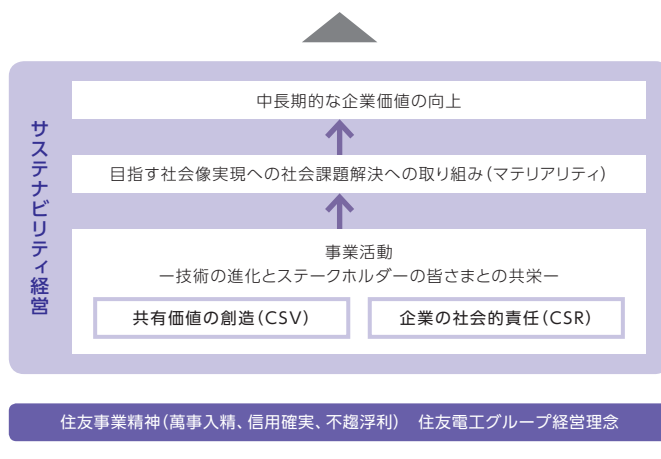 サステナビリティ経営
中長期的な企業価値の向上
目指す社会像実現への社会課題解決への取り組み(マテリアリティ)
事業活動
ー技術の進化とステークホルダーの皆さまとの共栄ー
共有価値の創造(CSV)
企業の社会的責任(CSR)
住友事業精神(萬事入精、信用確実、不趨浮利) 住友電工グループ経営理念